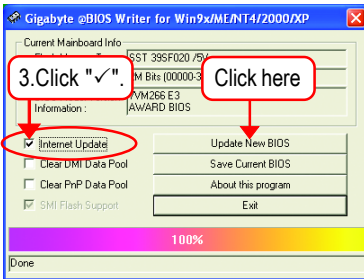 Gigabyte @BIOS Writer for Win9x/ME/NT4/2000/XP
Current Mainboard Info
SST 39SF020 /5V
3.Click "✓".
M Bits (00000-3
Click here
M266 E3
Information :
AWARD BIOS
Internet Update
Update New BIOS
Clear DMI Data Pool
Save Current BIOS
Clear PnP Data Pool
About this program
SMI Flash Support
Exit
100%
Done